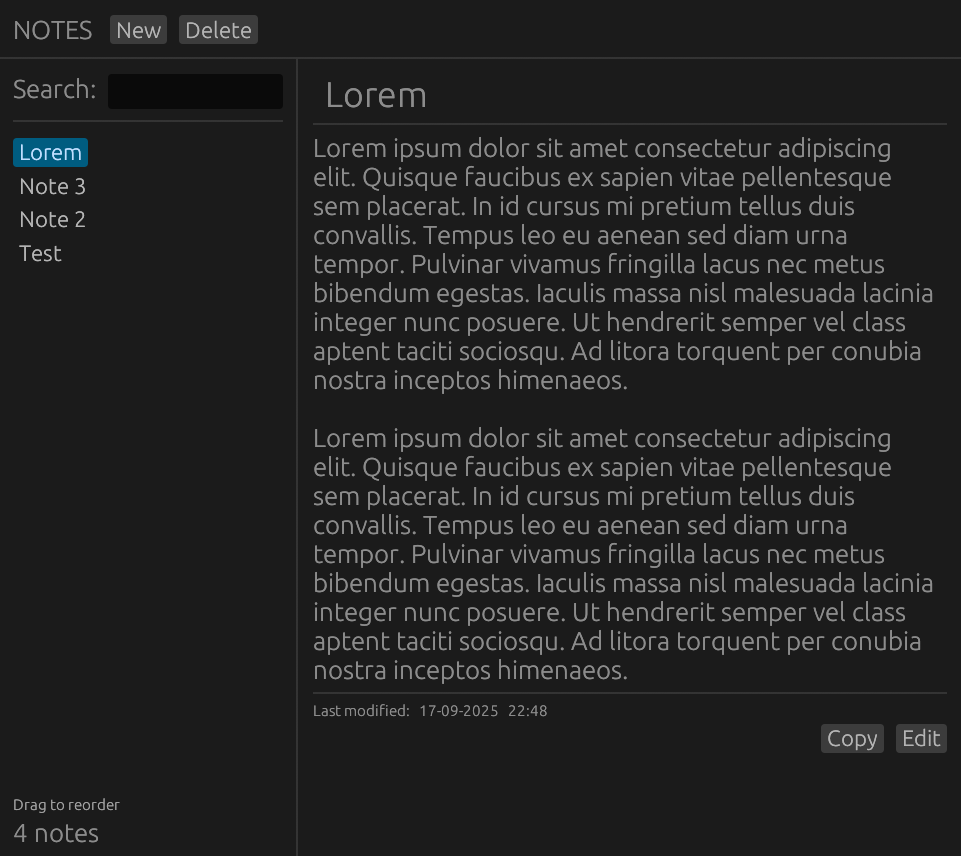 NOTES New Delete
Search:
Lorem
Note 3
Note 2
Test
Drag to reorder
4 notes
Lorem
Lorem ipsum dolor sit amet consectetur adipiscing
elit. Quisque faucibus ex sapien vitae pellentesque
sem placerat. In id cursus mi pretium tellus duis
convallis. Tempus leo eu aenean sed diam urna
tempor. Pulvinar vivamus fringilla lacus nec metus
bibendum egestas. Iaculis massa nisl malesuada lacinia
integer nunc posuere. Ut hendrerit semper vel class
aptent taciti sociosqu. Ad litora torquent per conubia
nostra inceptos himenaeos.

Lorem ipsum dolor sit amet consectetur adipiscing
elit. Quisque faucibus ex sapien vitae pellentesque
sem placerat. In id cursus mi pretium tellus duis
convallis. Tempus leo eu aenean sed diam urna
tempor. Pulvinar vivamus fringilla lacus nec metus
bibendum egestas. Iaculis massa nisl malesuada lacinia
integer nunc posuere. Ut hendrerit semper vel class
aptent taciti sociosqu. Ad litora torquent per conubia
nostra inceptos himenaeos.
Last modified: 17-09-2025 22:48
Copy Edit